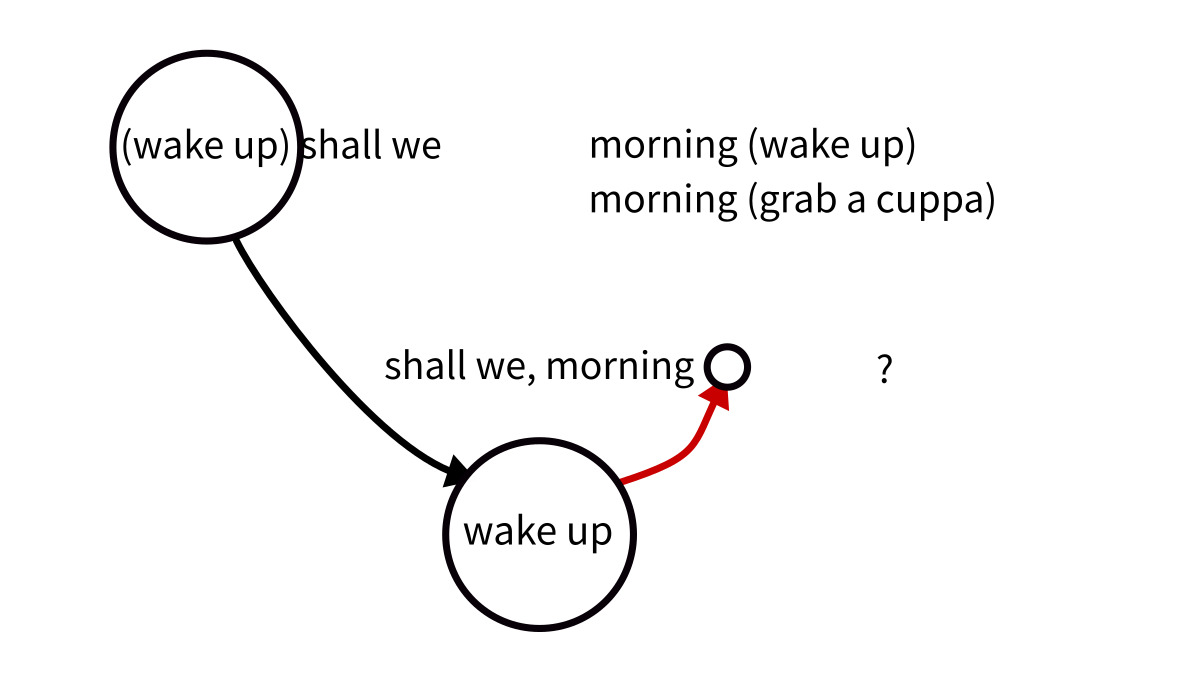 (wake up) shall we
morning (wake up)
morning (grab a cuppa)
shall we, morning
?
wake up